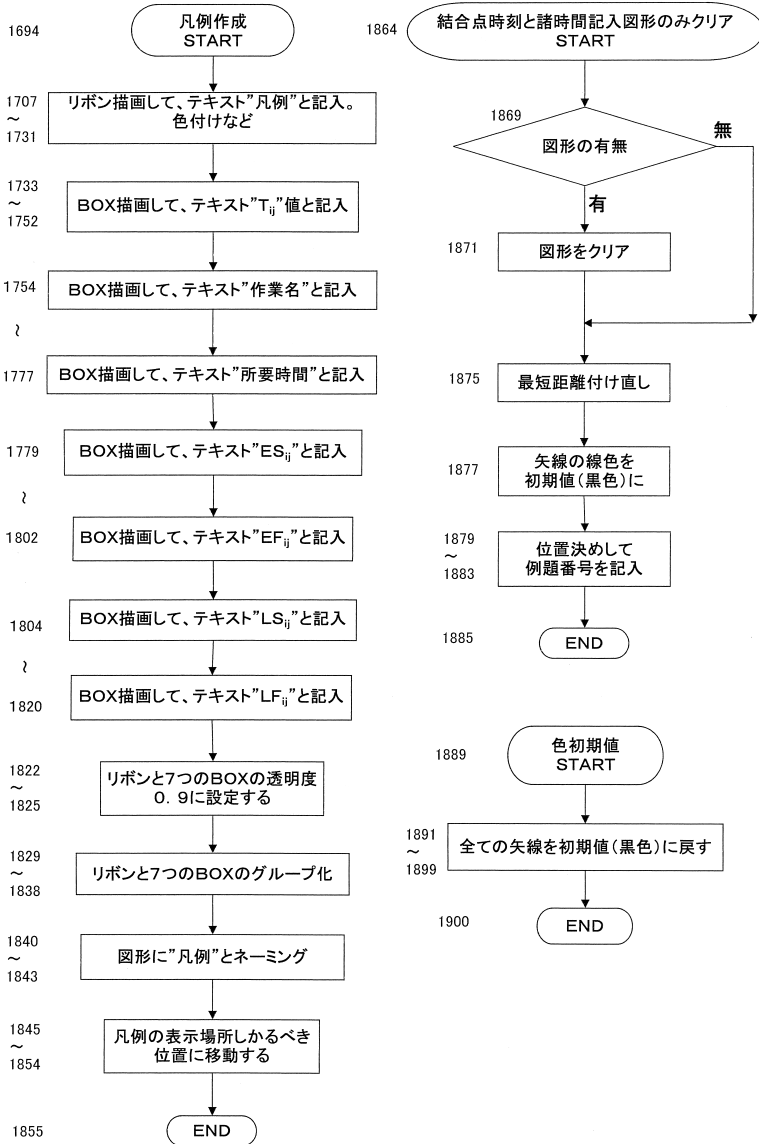 1694
凡例作成
START
1707
~
1731
リボン描画して、テキスト”凡例”と記入。
色付けなど
1733
~
1752
BOX描画して、テキスト”Tij”値と記入
1754
BOX描画して、テキスト”作業名”と記入
~
1777
BOX描画して、テキスト”所要時間”と記入
1779
BOX描画して、テキスト”ESij”と記入
~
1802
BOX描画して、テキスト”EFij”と記入
1804
BOX描画して、テキスト”LSij”と記入
~
1820
BOX描画して、テキスト”LFij”と記入
1822
~
1825
リボンと7つのBOXの透明度
0．9に設定する
1829
~
1838
リボンと7つのBOXのグループ化
1840
~
1843
図形に”凡例”とネーミング
1845
~
1854
凡例の表示場所しかるべき
位置に移動する
1855
END
1864
結合点時刻と諸時間記入図形のみクリア
START
1869
図形の有無
無
有
1871
図形をクリア
1875
最短距離付け直し
1877
矢線の線色を
初期値(黒色)に
1879
~
1883
位置決めして
例題番号を記入
1885
END
1889
色初期値
START
1891
~
1899
全ての矢線を初期値(黒色)に戻す
1900
END